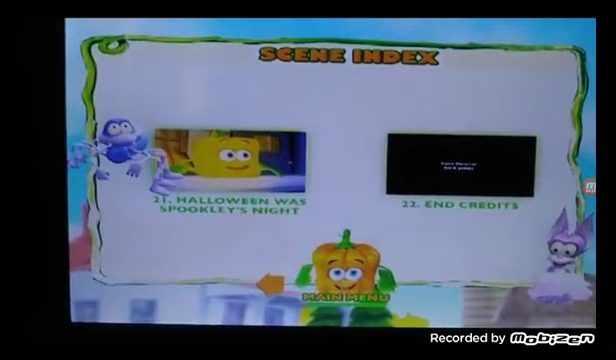 SCENE INDEX
21. HALLOWEEN WAS
SPOOKLEY'S NIGHT
22. END CREDITS
MAIN MENU
Recorded by Mobizen